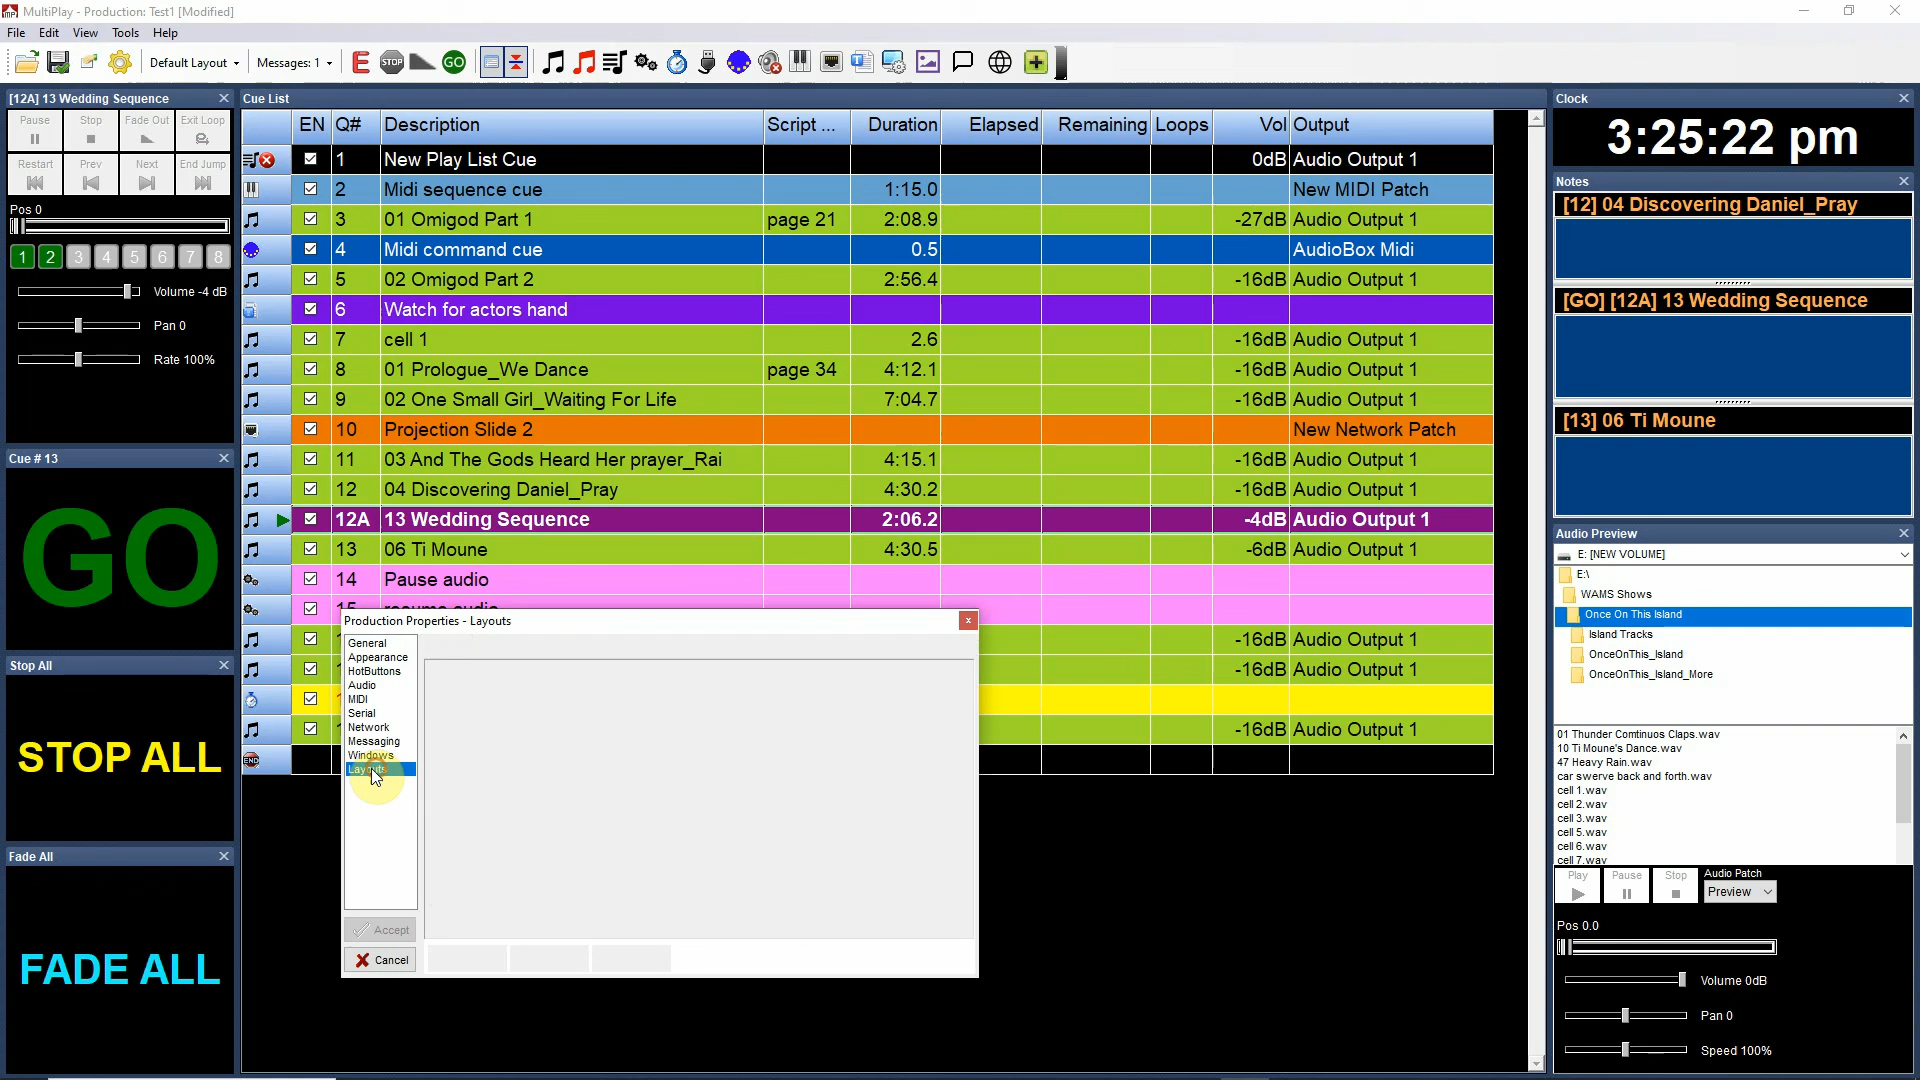 MultiPlay - Production: Test1 [Modified]
File Edit View Tools Help
Default Layout Messages: 1 E STOP GO
[12A] 13 Wedding Sequence
Pause Stop Fade Out Exit Loop
Restart Prev Next End Jump
Pos 0
1 2 3 4 5 6 7 8
Volume -4 dB
Pan 0
Rate 100%
Cue # 13
GO
Stop All
STOP ALL
Fade All
FADE ALL
Cue List
EN Q# Description Script ... Duration Elapsed Remaining Loops Vol Output
1 New Play List Cue 0dB Audio Output 1
2 Midi sequence cue 1:15.0 New MIDI Patch
3 01 Omigod Part 1 page 21 2:08.9 -27dB Audio Output 1
4 Midi command cue 0.5 AudioBox Midi
5 02 Omigod Part 2 2:56.4 -16dB Audio Output 1
6 Watch for actors hand
7 cell 1 2.6 -16dB Audio Output 1
8 01 Prologue_We Dance page 34 4:12.1 -16dB Audio Output 1
9 02 One Small Girl_Waiting For Life 7:04.7 -16dB Audio Output 1
10 Projection Slide 2 New Network Patch
11 03 And The Gods Heard Her prayer_Rai 4:15.1 -16dB Audio Output 1
12 04 Discovering Daniel_Pray 4:30.2 -16dB Audio Output 1
12A 13 Wedding Sequence 2:06.2 -4dB Audio Output 1
13 06 Ti Moune 4:30.5 -6dB Audio Output 1
14 Pause audio
15 resume audio
-16dB Audio Output 1
-16dB Audio Output 1
-16dB Audio Output 1
END
Production Properties - Layouts
General
Appearance
HotButtons
Audio
MIDI
Serial
Network
Messaging
Windows
Layouts
Accept
Cancel
Clock
3:25:22 pm
Notes
[12] 04 Discovering Daniel_Pray
[GO] [12A] 13 Wedding Sequence
[13] 06 Ti Moune
Audio Preview
E: [NEW VOLUME]
E:\
WAMS Shows
Once On This Island
Island Tracks
OnceOnThis_Island
OnceOnThis_Island_More
01 Thunder Comtinuos Claps.wav
10 Ti Moune's Dance.wav
47 Heavy Rain.wav
car swerve back and forth.wav
cell 1.wav
cell 2.wav
cell 3.wav
cell 5.wav
cell 6.wav
cell 7.wav
Play Pause Stop Audio Patch
Preview
Pos 0.0
Volume 0dB
Pan 0
Speed 100%